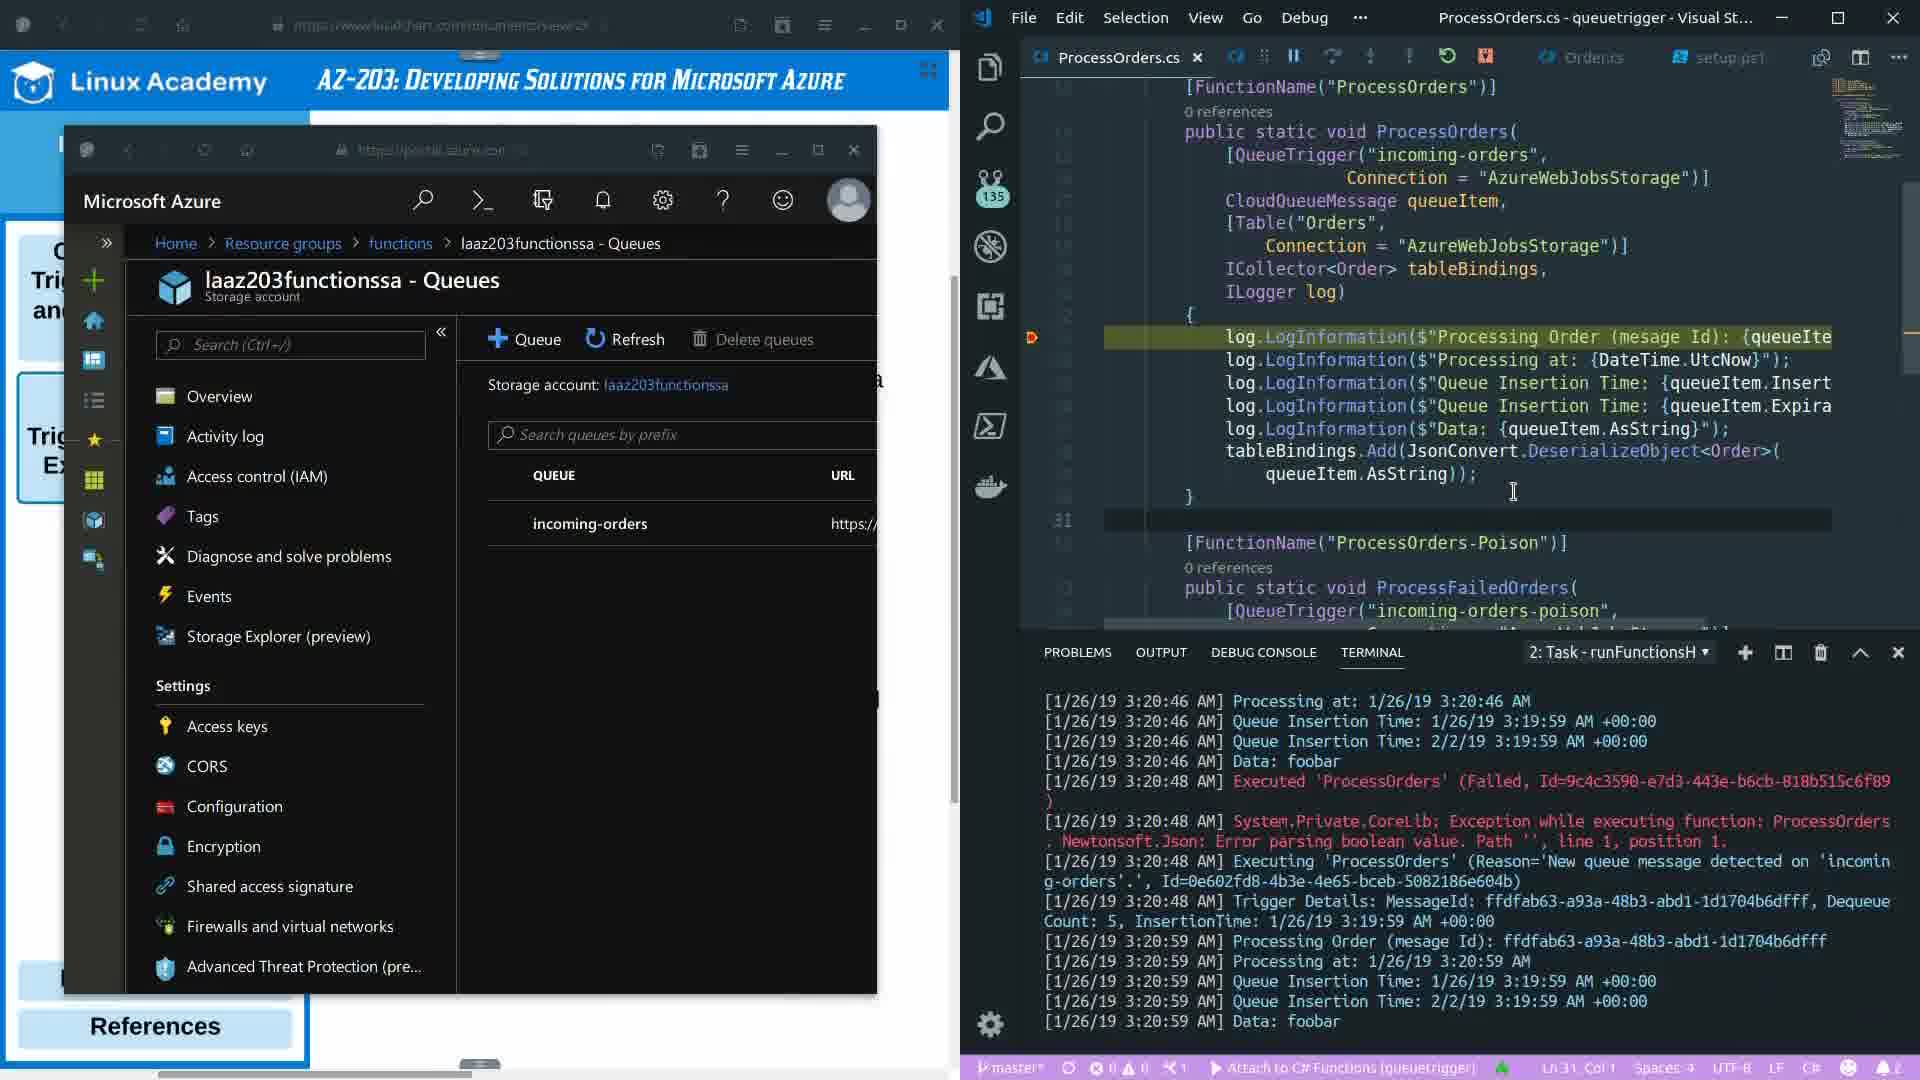 Linux Academy
AZ-203: Developing Solutions for Microsoft Azure
Microsoft Azure
Home > Resource groups > functions > laaz203functionssa - Queues
laaz203functionssa - Queues
Storage account
Search (Ctrl+/)
Overview
Activity log
Access control (IAM)
Tags
Diagnose and solve problems
Events
Storage Explorer (preview)
Settings
Access keys
CORS
Configuration
Encryption
Shared access signature
Firewalls and virtual networks
Advanced Threat Protection (pre...
Queue
Refresh
Delete queues
Storage account: laaz203functionssa
Search queues by prefix
QUEUE URL
incoming-orders https:/
References
File Edit Selection View Go Debug ··· ProcessOrders.cs - queuetrigger - Visual St...
ProcessOrders.cs Order.cs setup.ps1
135
[FunctionName("ProcessOrders")]
0 references
public static void ProcessOrders(
[QueueTrigger("incoming-orders",
Connection = "AzureWebJobsStorage")]
CloudQueueMessage queueItem,
[Table("Orders",
Connection = "AzureWebJobsStorage")]
ICollector<Order> tableBindings,
ILogger log)
{
log.LogInformation($"Processing Order (mesage Id): {queueIte
log.LogInformation($"Processing at: {DateTime.UtcNow}");
log.LogInformation($"Queue Insertion Time: {queueItem.Insert
log.LogInformation($"Queue Insertion Time: {queueItem.Expira
log.LogInformation($"Data: {queueItem.AsString}");
tableBindings.Add(JsonConvert.DeserializeObject<Order>(
queueItem.AsString));
}
31
[FunctionName("ProcessOrders-Poison")]
0 references
public static void ProcessFailedOrders(
[QueueTrigger("incoming-orders-poison",
PROBLEMS OUTPUT DEBUG CONSOLE TERMINAL 2: Task - runFunctionsH
[1/26/19 3:20:46 AM] Processing at: 1/26/19 3:20:46 AM
[1/26/19 3:20:46 AM] Queue Insertion Time: 1/26/19 3:19:59 AM +00:00
[1/26/19 3:20:46 AM] Queue Insertion Time: 2/2/19 3:19:59 AM +00:00
[1/26/19 3:20:46 AM] Data: foobar
[1/26/19 3:20:48 AM] Executed 'ProcessOrders' (Failed, Id=9c4c3590-e7d3-443e-b6cb-818b515c6f89
)
[1/26/19 3:20:48 AM] System.Private.CoreLib: Exception while executing function: ProcessOrders
. Newtonsoft.Json: Error parsing boolean value. Path '', line 1, position 1.
[1/26/19 3:20:48 AM] Executing 'ProcessOrders' (Reason='New queue message detected on 'incomin
g-orders'.', Id=0e602fd8-4b3e-4e65-bceb-5082186e604b)
[1/26/19 3:20:48 AM] Trigger Details: MessageId: ffdfab63-a93a-48b3-abd1-1d1704b6dfff, Dequeue
Count: 5, InsertionTime: 1/26/19 3:19:59 AM +00:00
[1/26/19 3:20:59 AM] Processing Order (mesage Id): ffdfab63-a93a-48b3-abd1-1d1704b6dfff
[1/26/19 3:20:59 AM] Processing at: 1/26/19 3:20:59 AM
[1/26/19 3:20:59 AM] Queue Insertion Time: 1/26/19 3:19:59 AM +00:00
[1/26/19 3:20:59 AM] Queue Insertion Time: 2/2/19 3:19:59 AM +00:00
[1/26/19 3:20:59 AM] Data: foobar
master* 0 0 1 Attach to C# Functions (queuetrigger) Ln 31, Col 1 Spaces: 4 UTF-8 LF C# 2